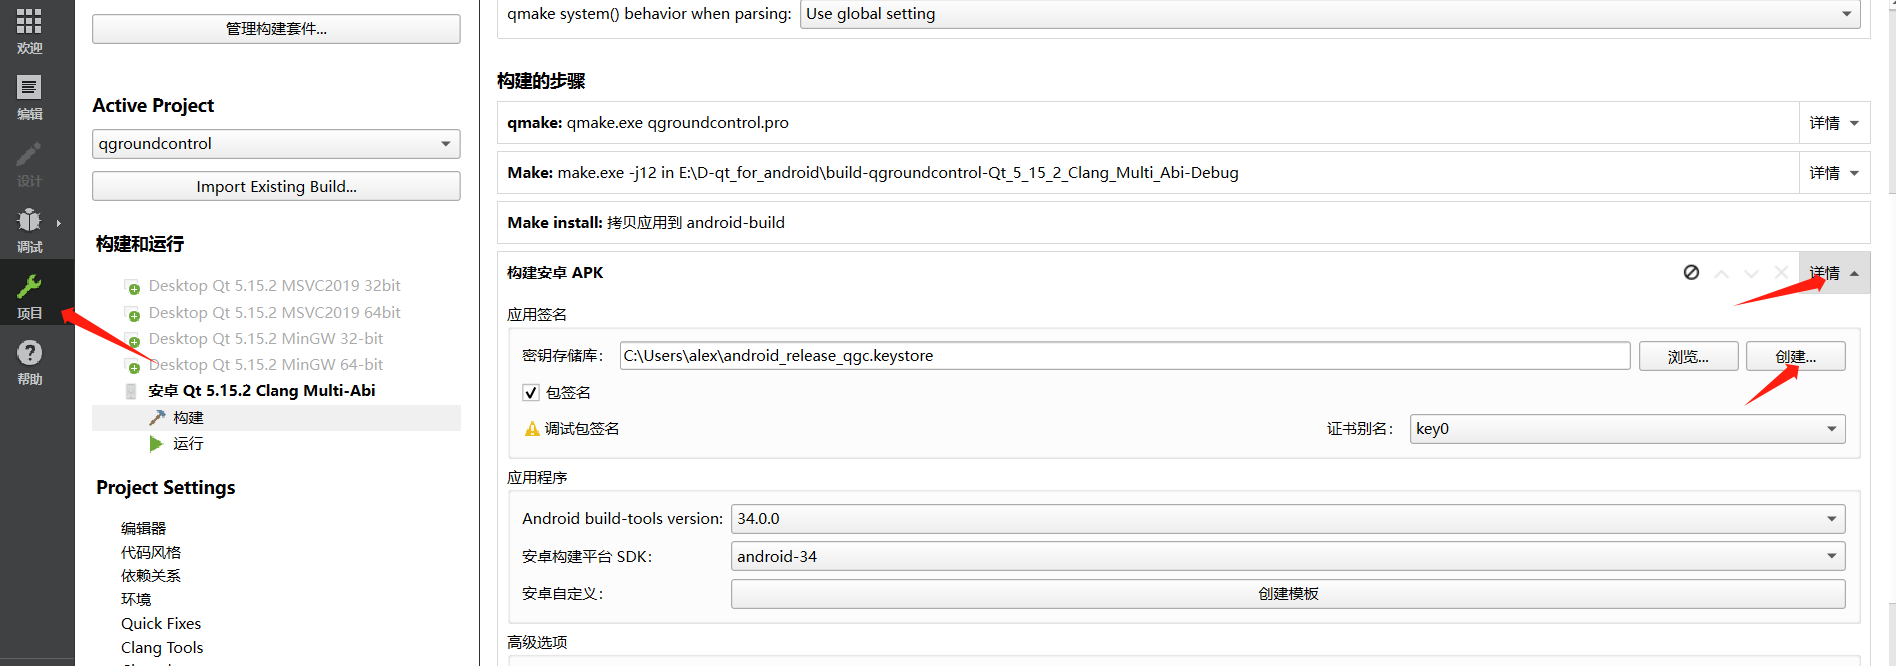 欢迎
编辑
设计
调试
项目
帮助
管理构建套件...
Active Project
qgroundcontrol
Import Existing Build...
构建和运行
Desktop Qt 5.15.2 MSVC2019 32bit
Desktop Qt 5.15.2 MSVC2019 64bit
Desktop Qt 5.15.2 MinGW 32-bit
Desktop Qt 5.15.2 MinGW 64-bit
安卓 Qt 5.15.2 Clang Multi-Abi
构建
运行
Project Settings
编辑器
代码风格
依赖关系
环境
Quick Fixes
Clang Tools
qmake system() behavior when parsing: Use global setting
构建的步骤
qmake: qmake.exe qgroundcontrol.pro 详情
Make: make.exe -j12 in E:\D-qt_for_android\build-qgroundcontrol-Qt_5_15_2_Clang_Multi_Abi-Debug 详情
Make install: 拷贝应用到 android-build
构建安卓 APK 详情
应用签名
密钥存储库: C:\Users\alex\android_release_qgc.keystore 浏览... 创建...
包签名
调试包签名 证书别名: key0
应用程序
Android build-tools version: 34.0.0
安卓构建平台 SDK: android-34
安卓自定义: 创建模板
高级选项